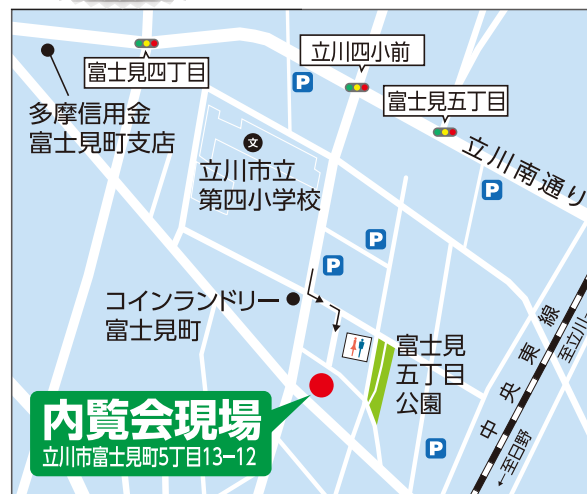 富士見四丁目
立川四小前
富士見五丁目
P
多摩信用金
富士見町支店
文
立川市立
第四小学校
立川南通り
P
P
P
コインランドリー
富士見町
富士見
五丁目
公園
中央東線
至立川
←至日野
P
内覧会現場
立川市富士見町5丁目13−12